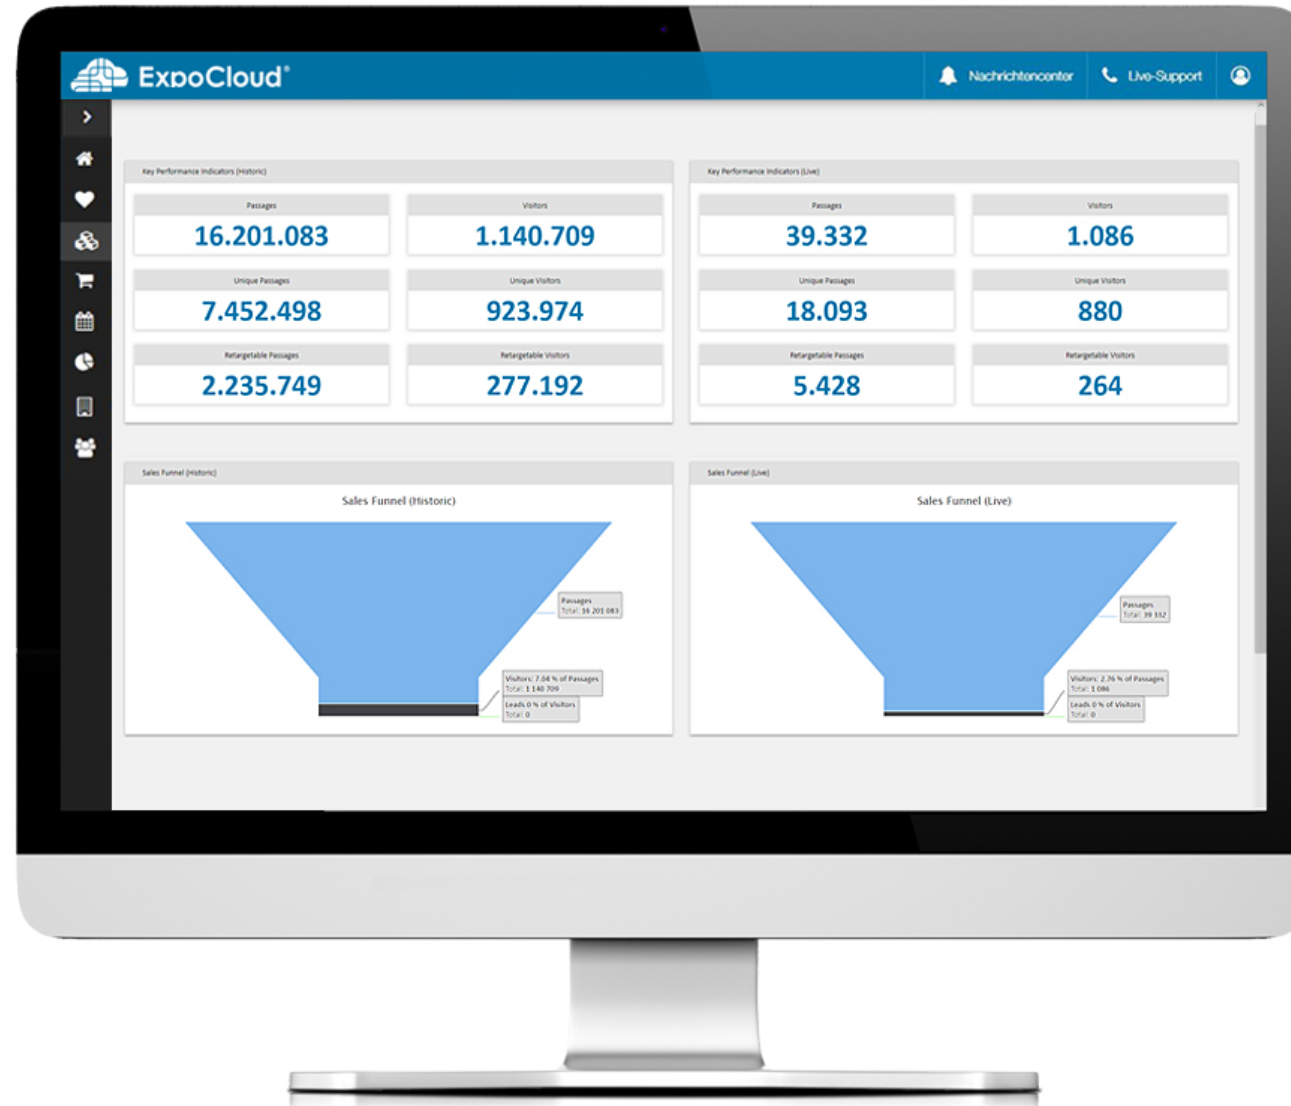 ExpoCloud®
Nachrichtencenter
Live-Support
Key Performance Indicators (Historic)
Passages
16.201.083
Visitors
1.140.709
Unique Passages
7.452.498
Unique Visitors
923.974
Retargetable Passages
2.235.749
Retargetable Visitors
277.192
Key Performance Indicators (Live)
Passages
39.332
Visitors
1.086
Unique Passages
18.093
Unique Visitors
880
Retargetable Passages
5.428
Retargetable Visitors
264
Sales Funnel (Historic)
Sales Funnel (Historic)
Passages
Total: 16 201 083
Visitors: 7.04 % of Passages
Total: 1 140 709
Leads 0 % of Visitors
Total: 0
Sales Funnel (Live)
Sales Funnel (Live)
Passages
Total: 39 332
Visitors: 2.76 % of Passages
Total: 1 086
Leads 0 % of Visitors
Total: 0